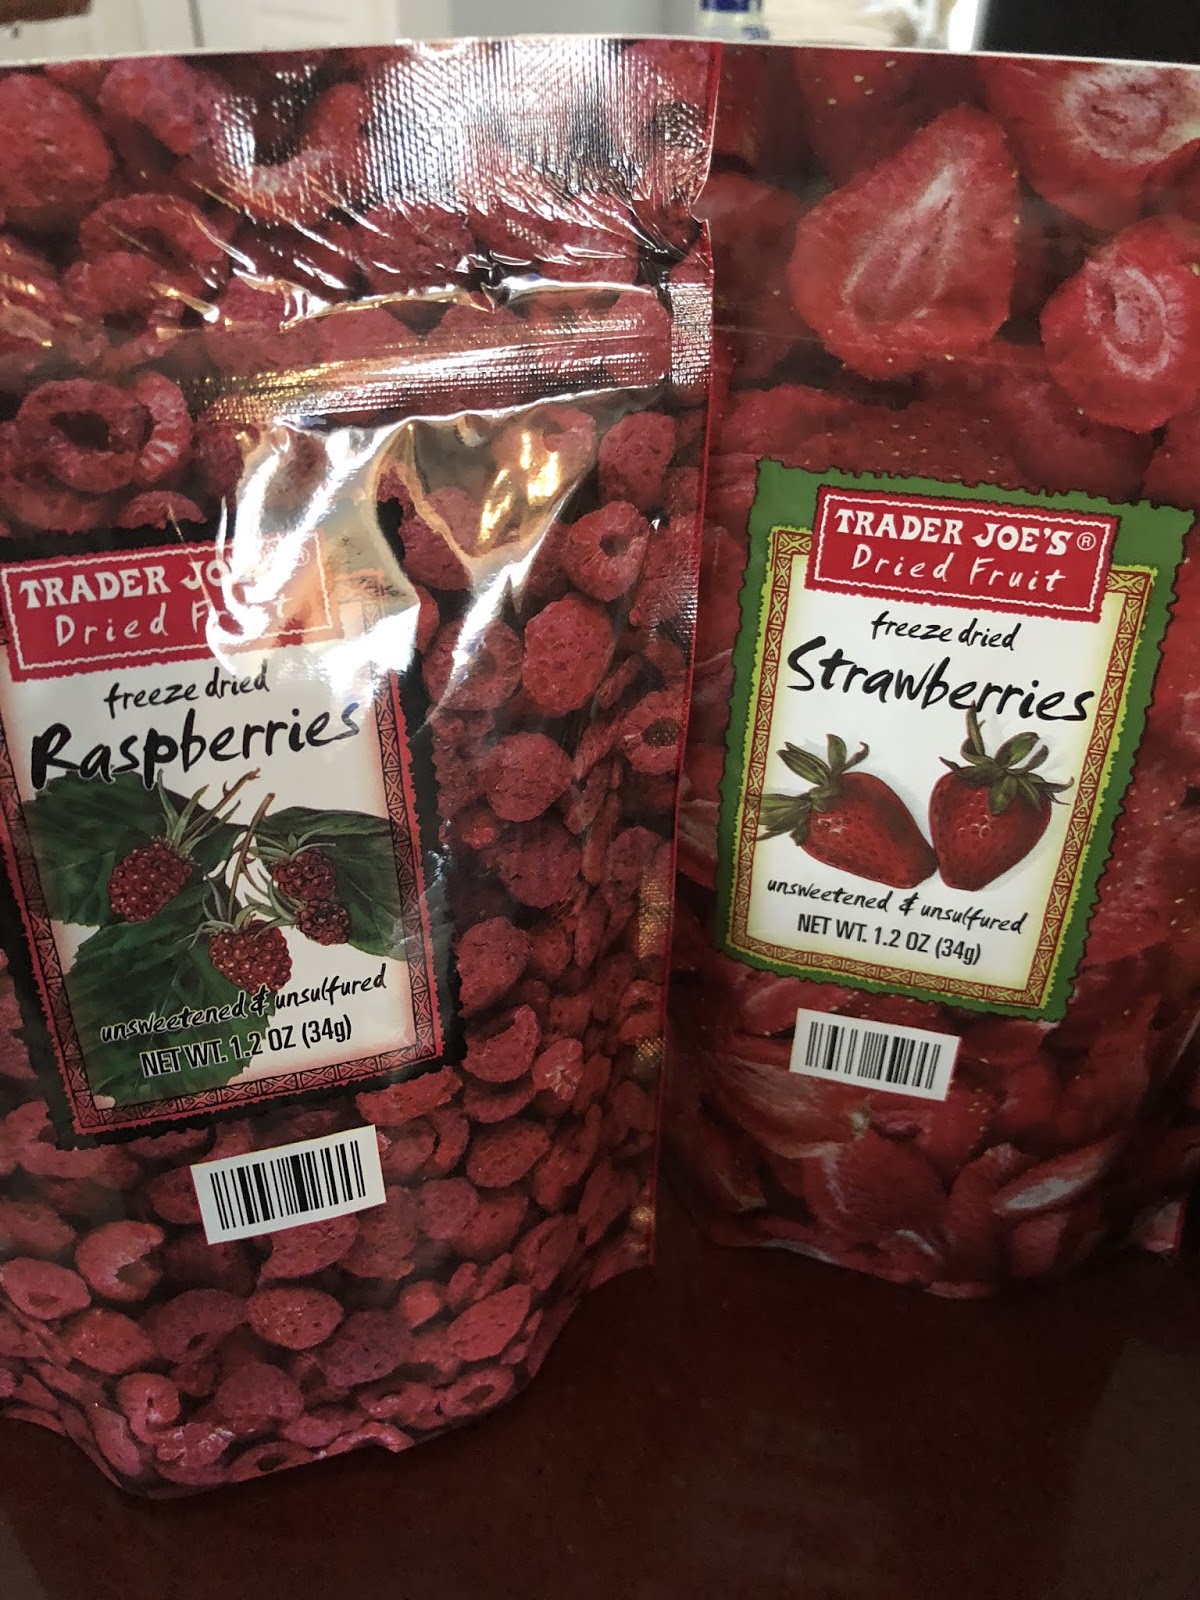 TRADER JOE'S®
Dried Fruit
freeze dried
Raspberries
unsweetened & unsulfured
NET WT. 1.2 OZ (34g)
TRADER JOE'S®
Dried Fruit
freeze dried
Strawberries
unsweetened & unsulfured
NET WT. 1.2 OZ (34g)